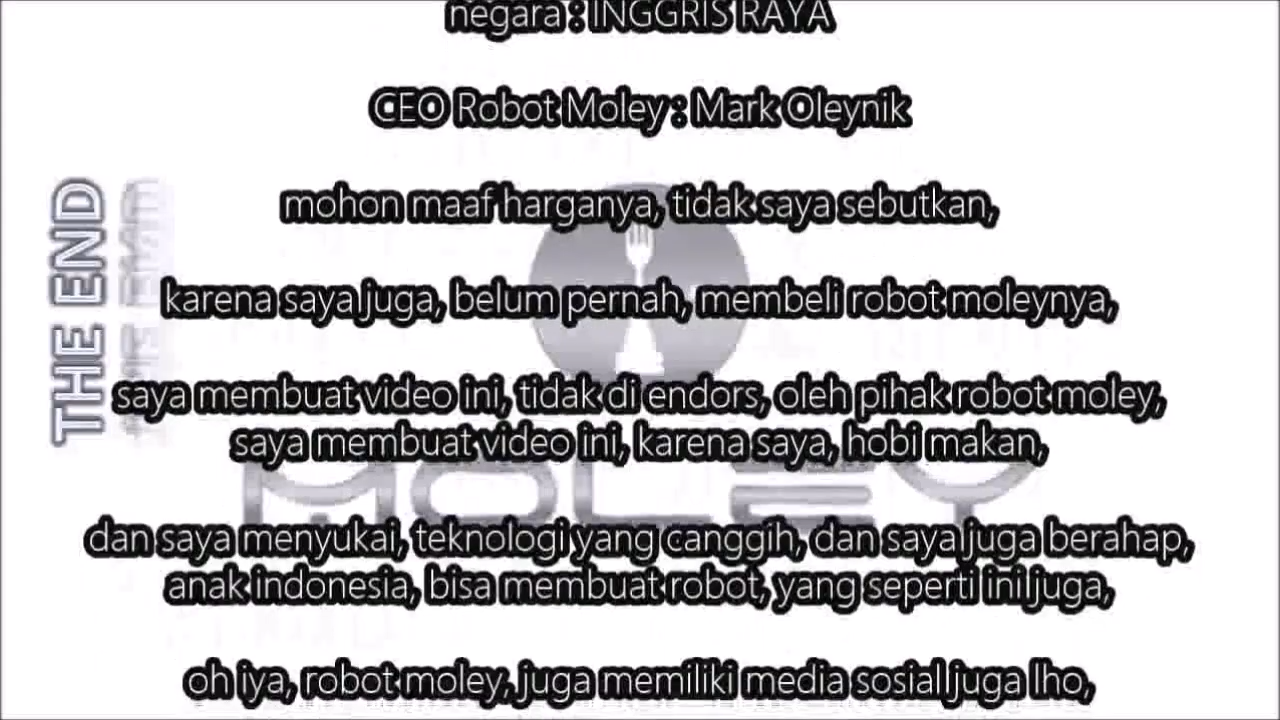 negara : INGGRIS RAYA
CEO Robot Moley : Mark Oleynik
mohon maaf harganya, tidak saya sebutkan,
karena saya juga, belum pernah, membeli robot moleynya,
saya membuat video ini, tidak di endors, oleh pihak robot moley,
saya membuat video ini, karena saya, hobi makan,
dan saya menyukai, teknologi yang canggih, dan saya juga berahap,
anak indonesia, bisa membuat robot, yang seperti ini juga,
oh iya, robot moley, juga memiliki media sosial juga lho,
THE END
MOLEY